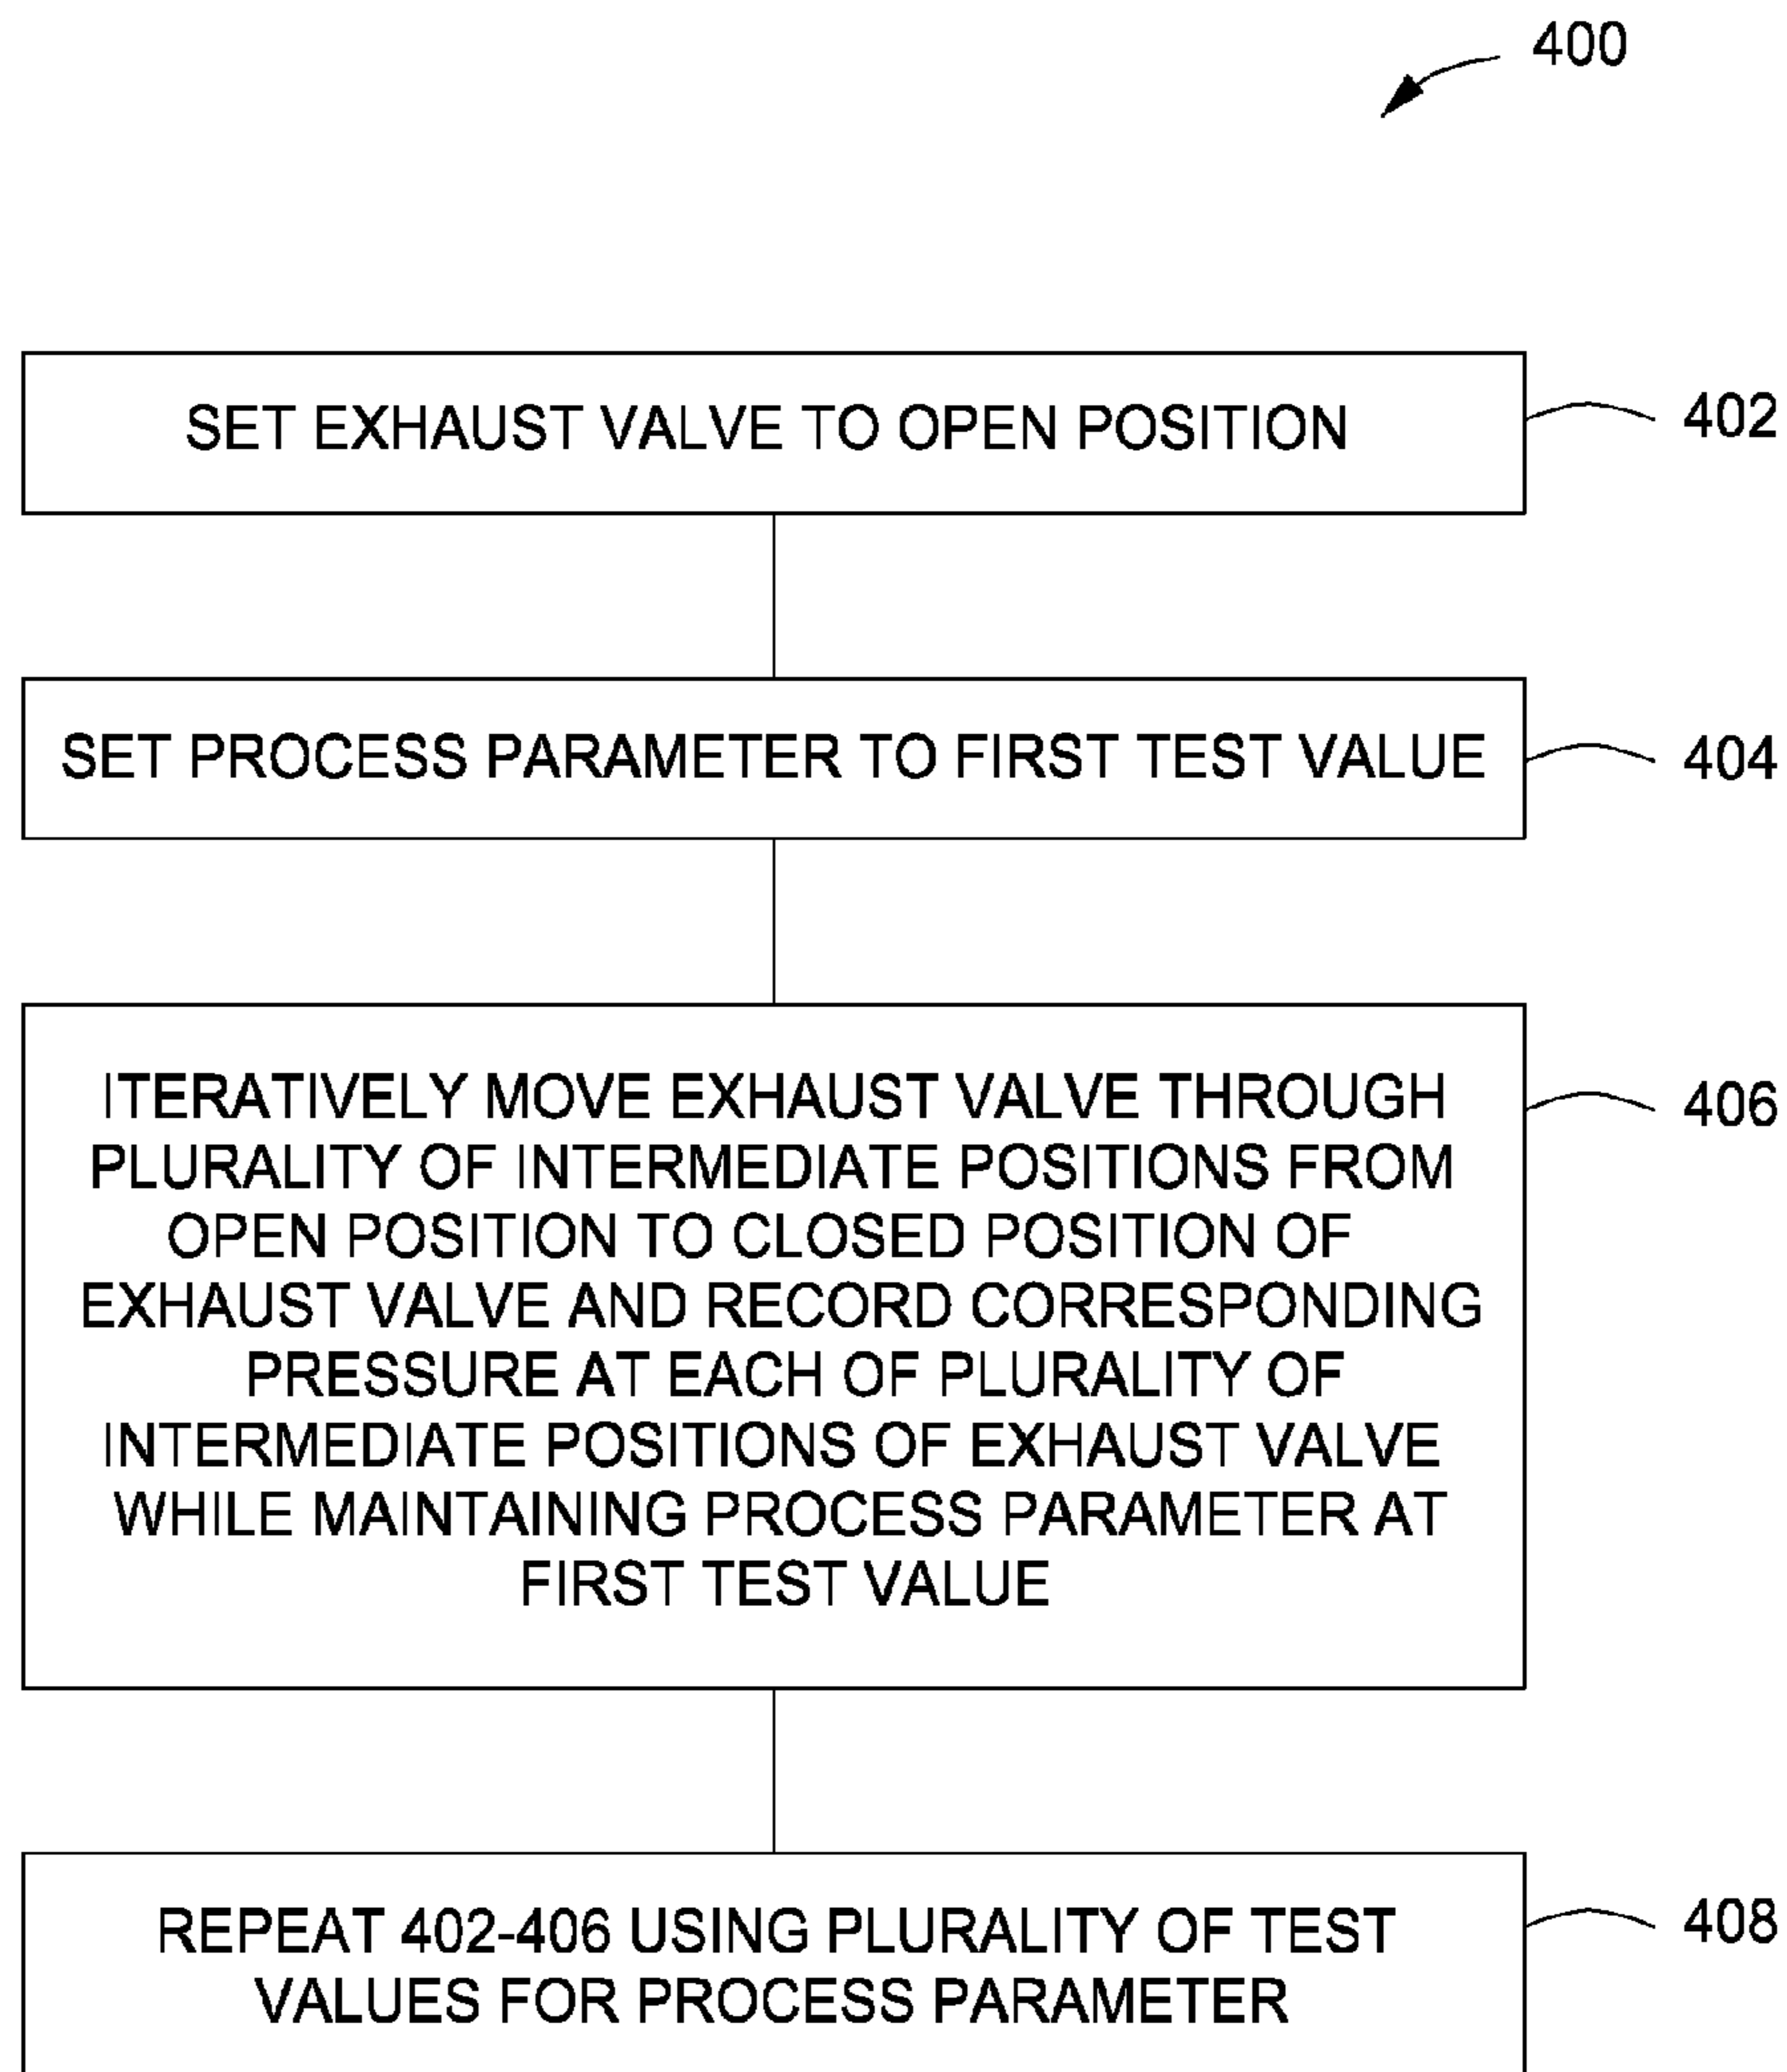 400
SET EXHAUST VALVE TO OPEN POSITION
402
SET PROCESS PARAMETER TO FIRST TEST VALUE
404
ITERATIVELY MOVE EXHAUST VALVE THROUGH
PLURALITY OF INTERMEDIATE POSITIONS FROM
OPEN POSITION TO CLOSED POSITION OF
EXHAUST VALVE AND RECORD CORRESPONDING
PRESSURE AT EACH OF PLURALITY OF
INTERMEDIATE POSITIONS OF EXHAUST VALVE
WHILE MAINTAINING PROCESS PARAMETER AT
FIRST TEST VALUE
406
REPEAT 402-406 USING PLURALITY OF TEST
VALUES FOR PROCESS PARAMETER
408